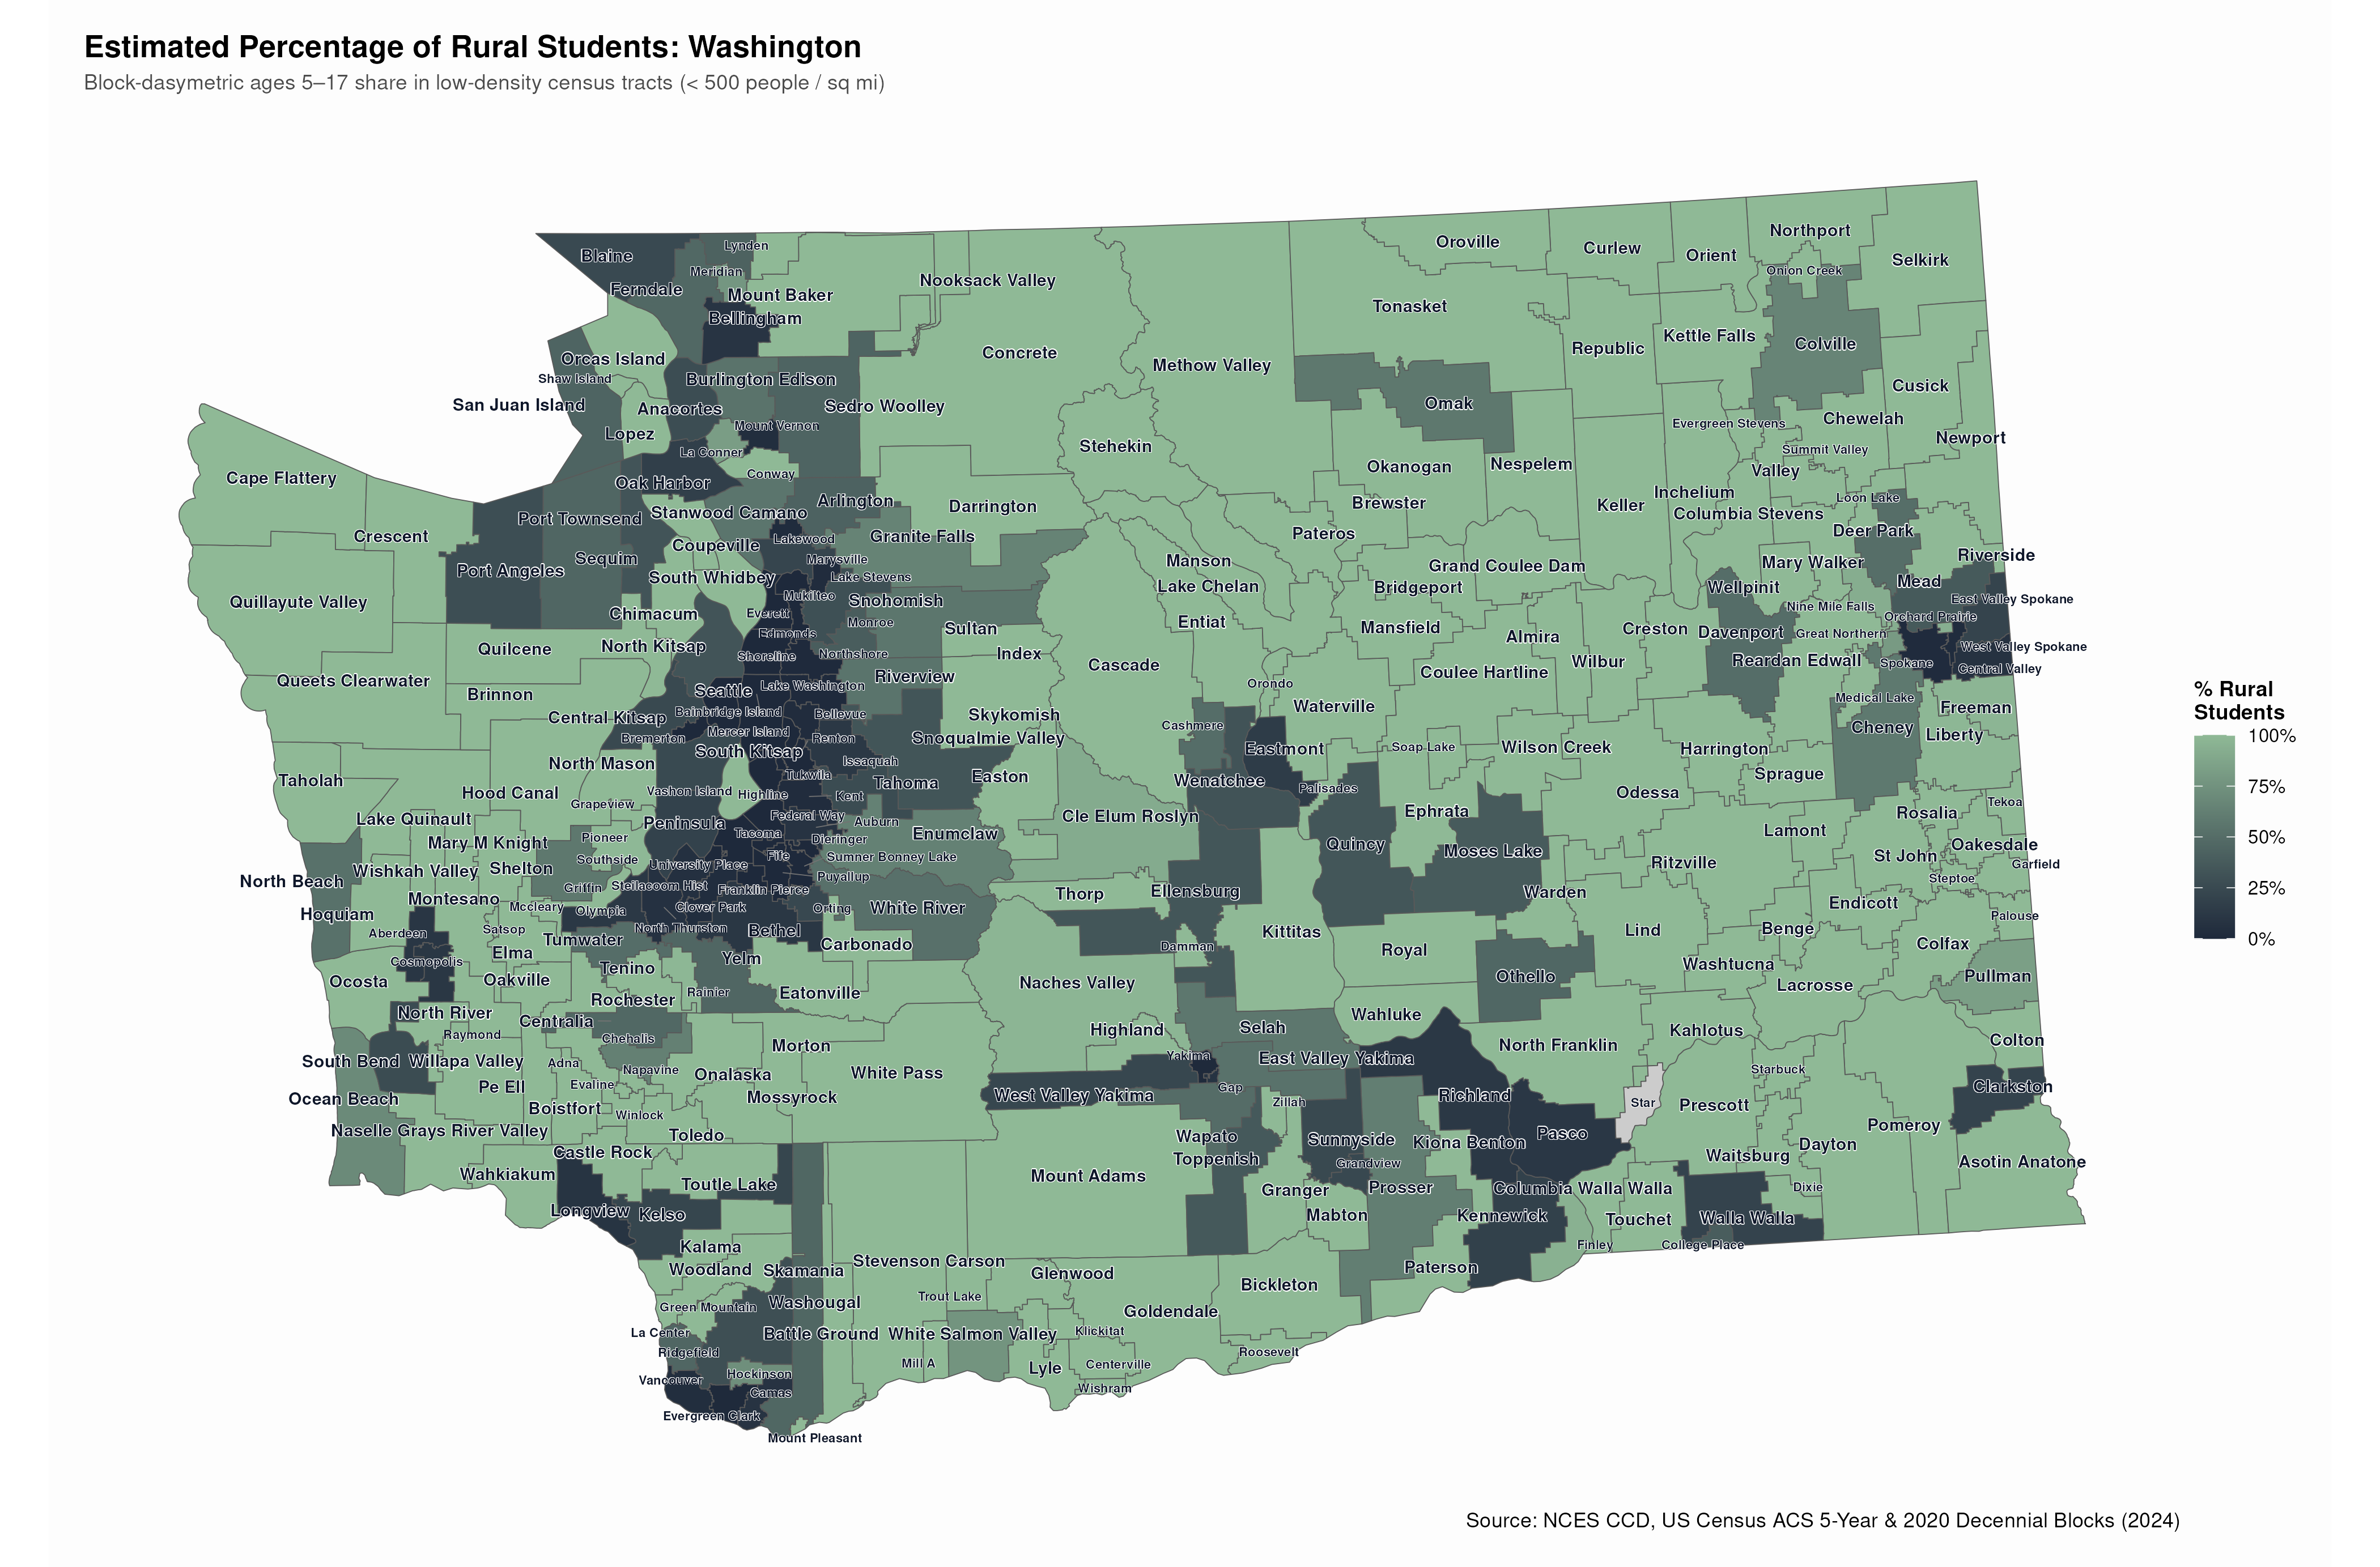 Estimated Percentage of Rural Students: Washington
Block-dasymetric ages 5–17 share in low-density census tracts (< 500 people / sq mi)
Blaine
Lynden
Meridian
Ferndale
Mount Baker
Bellingham
Nooksack Valley
Oroville
Curlew
Orient
Northport
Onion Creek
Selkirk
Tonasket
Kettle Falls
Republic
Colville
Orcas Island
Shaw Island
San Juan Island
Lopez
Anacortes
Burlington Edison
Sedro Woolley
Concrete
Methow Valley
Mount Vernon
La Conner
Conway
Omak
Cusick
Chewelah
Evergreen Stevens
Newport
Summit Valley
Valley
Stehekin
Okanogan
Nespelem
Cape Flattery
Crescent
Oak Harbor
Port Townsend
Stanwood Camano
Arlington
Darrington
Brewster
Keller
Inchelium
Loon Lake
Columbia Stevens
Deer Park
Pateros
Granite Falls
Coupeville
Lakewood
Marysville
Lake Stevens
Port Angeles
Sequim
South Whidbey
Manson
Lake Chelan
Grand Coulee Dam
Bridgeport
Mary Walker
Riverside
Wellpinit
Mead
Quillayute Valley
Chimacum
Mukilteo
Everett
Snohomish
Monroe
Sultan
Entiat
Mansfield
Almira
Creston
Davenport
Nine Mile Falls
Great Northern
Orchard Prairie
East Valley Spokane
Quilcene
North Kitsap
Edmonds
Shoreline
Northshore
Index
Cascade
Coulee Hartline
Wilbur
Reardan Edwall
Spokane
West Valley Spokane
Central Valley
Queets Clearwater
Brinnon
Seattle
Lake Washington
Riverview
Orondo
Waterville
Medical Lake
Cheney
Freeman
Liberty
Central Kitsap
Bainbridge Island
Bellevue
Skykomish
Cashmere
Bremerton
Mercer Island
Renton
Snoqualmie Valley
South Kitsap
Eastmont
Soap Lake
Wilson Creek
Harrington
Sprague
Taholah
North Mason
Issaquah
Tukwila
Tahoma
Easton
Wenatchee
Palisades
Hood Canal
Grapeview
Vashon Island
Highline
Kent
Odessa
Tekoa
Rosalia
Lake Quinault
Peninsula
Tacoma
Federal Way
Auburn
Enumclaw
Cle Elum Roslyn
Ephrata
Lamont
Mary M Knight
Pioneer
Dieringer
Quincy
Moses Lake
Oakesdale
Garfield
Wishkah Valley
Shelton
Southside
University Place
Fife
Sumner Bonney Lake
Ritzville
St John
Steptoe
North Beach
Griffin
Steilacoom Hist
Franklin Pierce
Puyallup
Thorp
Ellensburg
Warden
Endicott
Montesano
Hoquiam
Mccleary
Olympia
Clover Park
Orting
White River
Palouse
Aberdeen
Satsop
North Thurston
Bethel
Kittitas
Lind
Benge
Elma
Tumwater
Carbonado
Damman
Royal
Colfax
Cosmopolis
Yelm
Tenino
Washtucna
Ocosta
Oakville
Rainier
Eatonville
Naches Valley
Othello
Lacrosse
Pullman
Rochester
North River
Centralia
Wahluke
Highland
Selah
Kahlotus
Raymond
Chehalis
Morton
North Franklin
Colton
South Bend
Willapa Valley
Adna
Napavine
Onalaska
White Pass
Yakima
East Valley Yakima
Starbuck
Pe Ell
Evaline
Mossyrock
West Valley Yakima
Gap
Zillah
Richland
Star
Prescott
Clarkston
Ocean Beach
Boistfort
Winlock
Naselle Grays River Valley
Toledo
Wapato
Toppenish
Sunnyside
Kiona Benton
Pasco
Pomeroy
Dayton
Waitsburg
Castle Rock
Grandview
Asotin Anatone
Wahkiakum
Toutle Lake
Mount Adams
Granger
Prosser
Columbia Walla Walla
Dixie
Longview
Kelso
Mabton
Kennewick
Touchet
Walla Walla
Kalama
Finley
College Place
Woodland
Skamania
Stevenson Carson
Glenwood
Bickleton
Paterson
Green Mountain
Washougal
Trout Lake
Goldendale
La Center
Battle Ground
White Salmon Valley
Klickitat
Ridgefield
Roosevelt
Hockinson
Mill A
Lyle
Centerville
Vancouver
Camas
Wishram
Evergreen Clark
Mount Pleasant
% Rural
Students
100%
75%
50%
25%
0%
Source: NCES CCD, US Census ACS 5-Year & 2020 Decennial Blocks (2024)